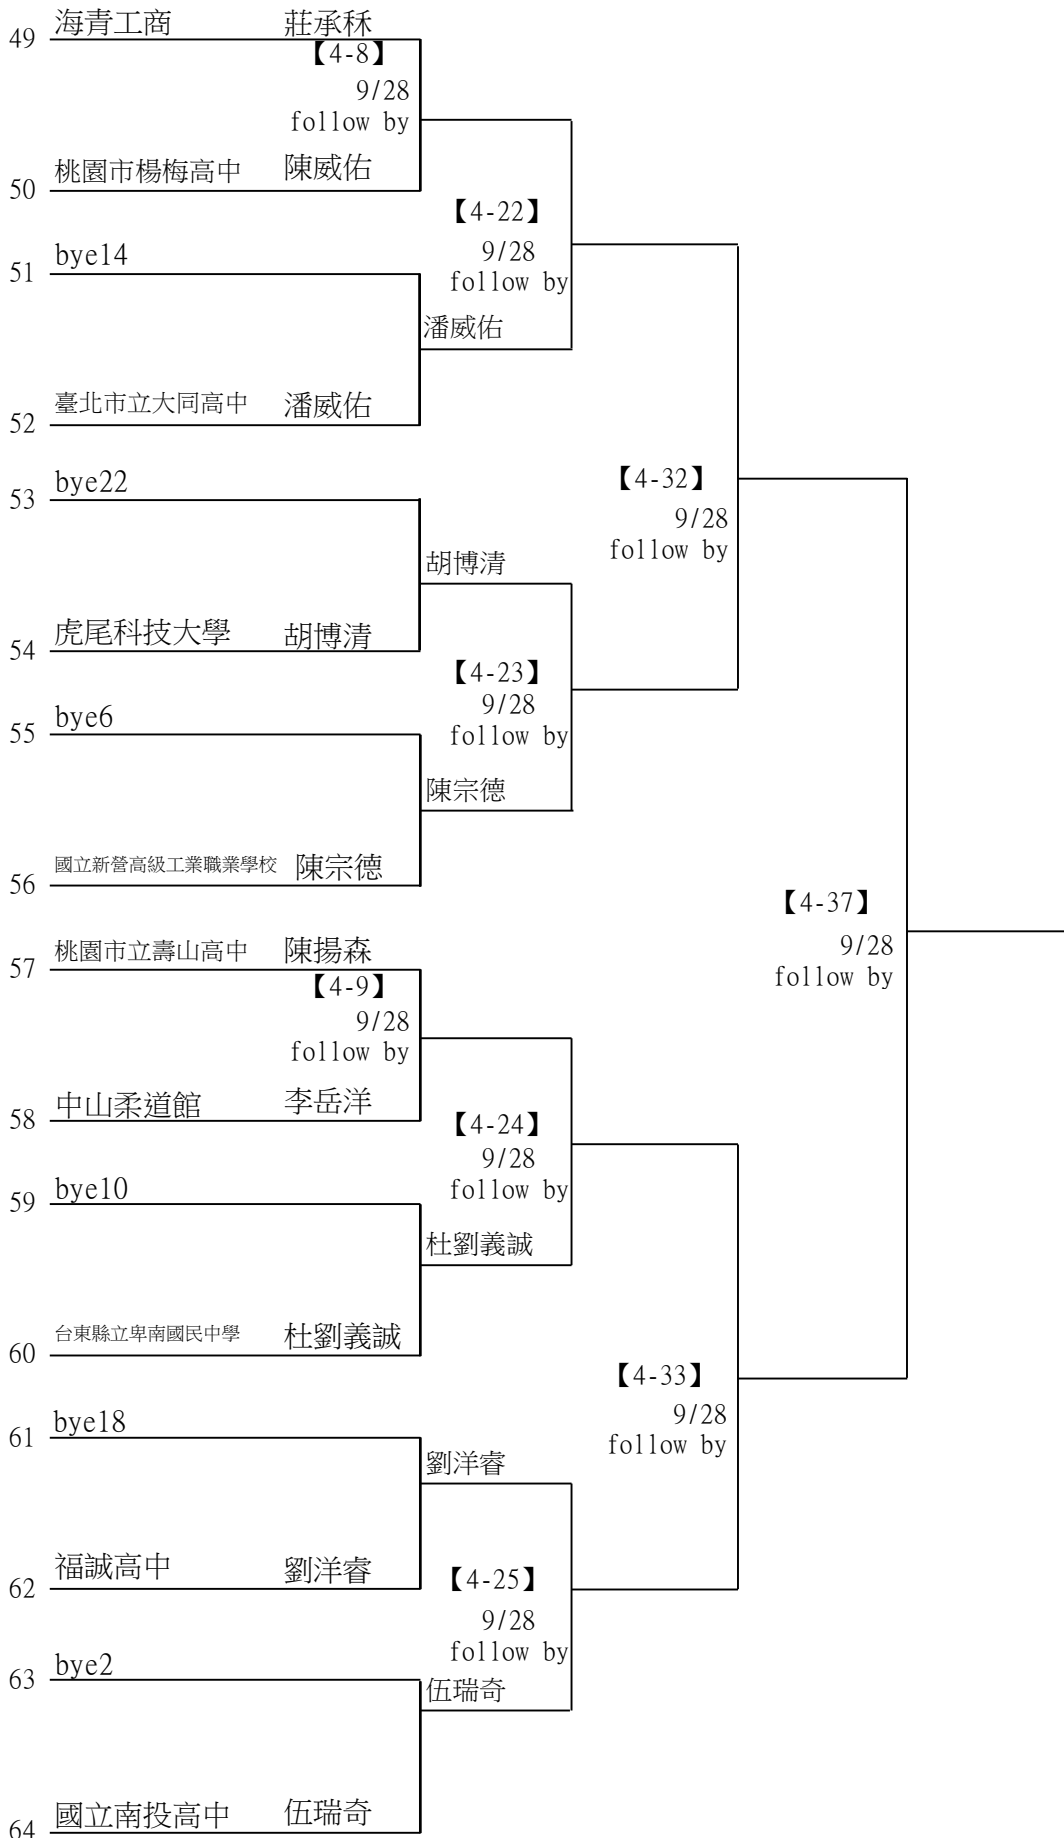 49 海青工商 莊承秝
【4-8】
9/28
follow by
50 桃園市楊梅高中 陳威佑
【4-22】
9/28
follow by
51 bye14
潘威佑
52 臺北市立大同高中 潘威佑
53 bye22
【4-32】
9/28
follow by
胡博清
54 虎尾科技大學 胡博清
【4-23】
9/28
follow by
55 bye6
陳宗德
56 國立新營高級工業職業學校 陳宗德
【4-37】
9/28
follow by
57 桃園市立壽山高中 陳揚森
【4-9】
9/28
follow by
58 中山柔道館 李岳洋
【4-24】
9/28
follow by
59 bye10
杜劉義誠
60 台東縣立卑南國民中學 杜劉義誠
【4-33】
9/28
follow by
61 bye18
劉洋睿
62 福誠高中 劉洋睿
【4-25】
9/28
follow by
63 bye2
伍瑞奇
64 國立南投高中 伍瑞奇